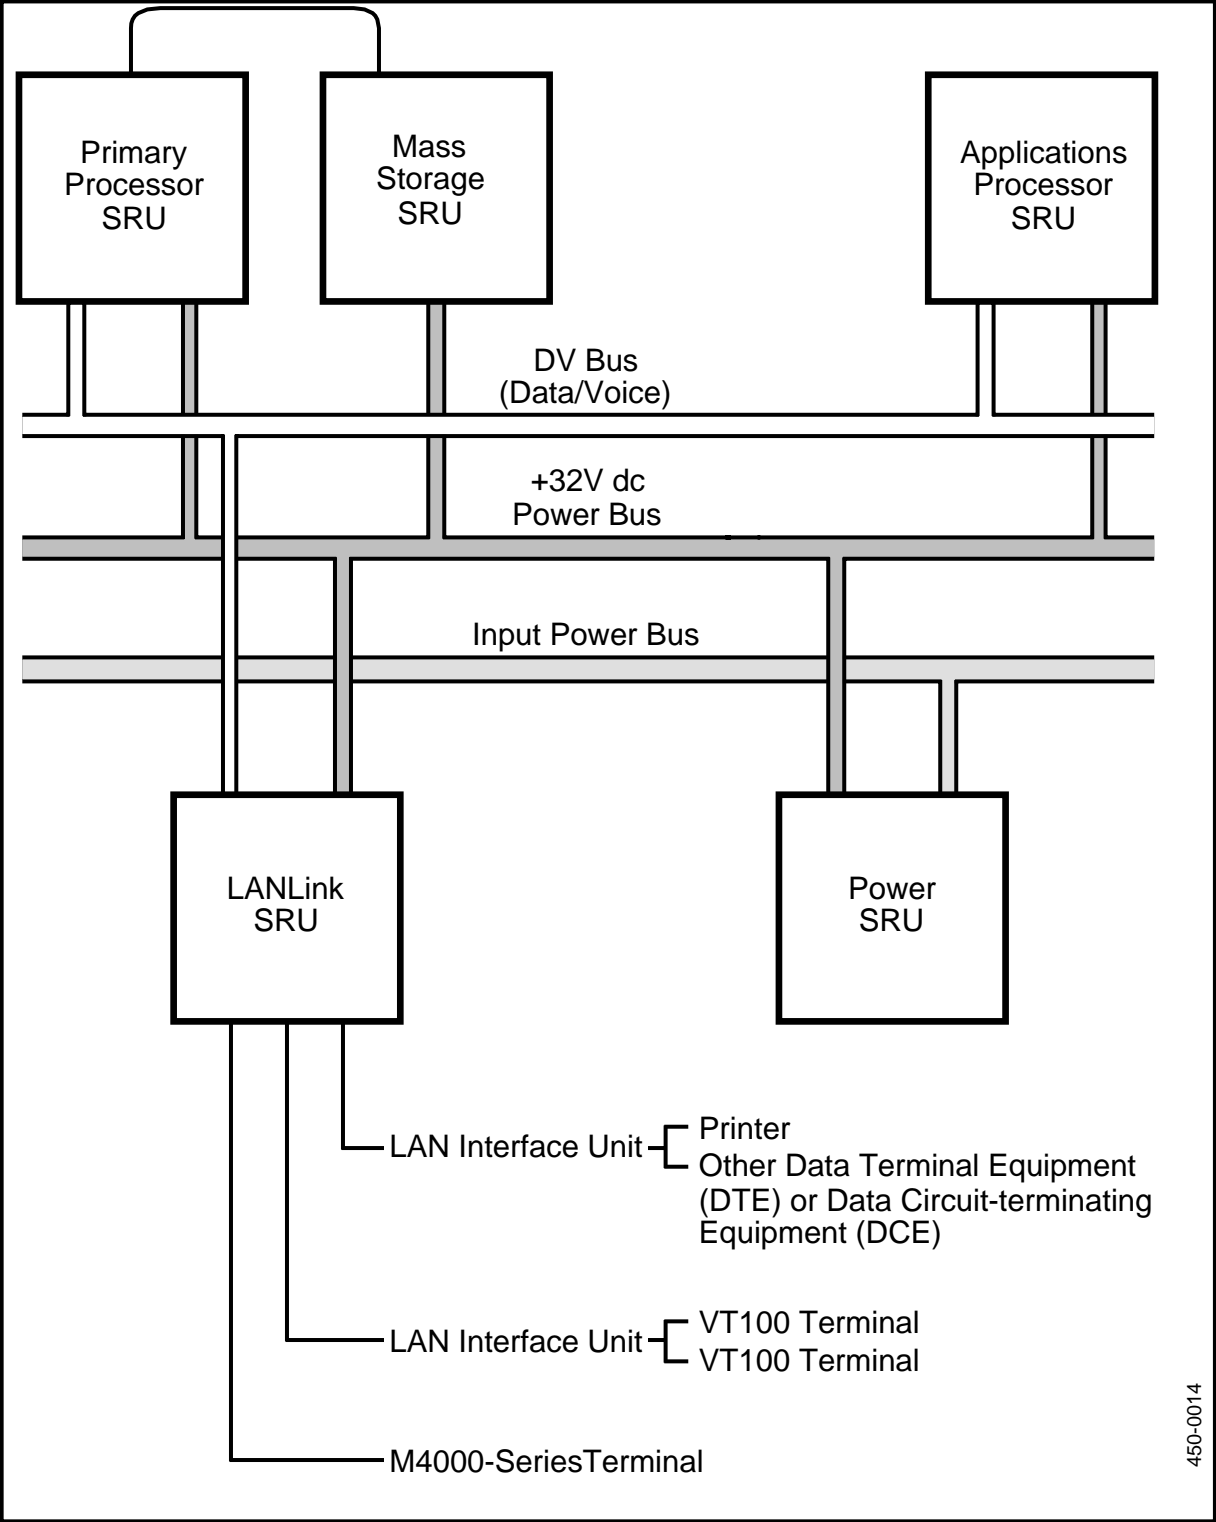 Primary
Processor
SRU
Mass
Storage
SRU
Applications
Processor
SRU
DV Bus
(Data/Voice)
+32V dc
Power Bus
Input Power Bus
LANLink
SRU
Power
SRU
LAN Interface Unit
Printer
Other Data Terminal Equipment
(DTE) or Data Circuit-terminating
Equipment (DCE)
LAN Interface Unit
VT100 Terminal
VT100 Terminal
M4000-SeriesTerminal
450-0014